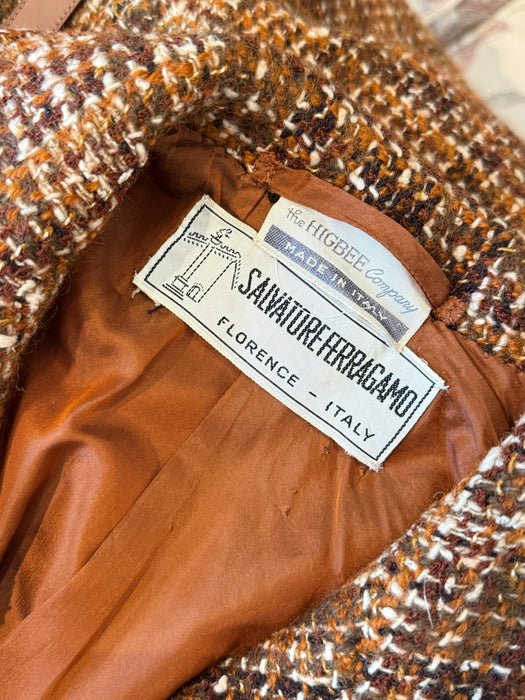 the HIGBEE Company
MADE IN ITALY
SALVATORE FERRAGAMO
FLORENCE - ITALY